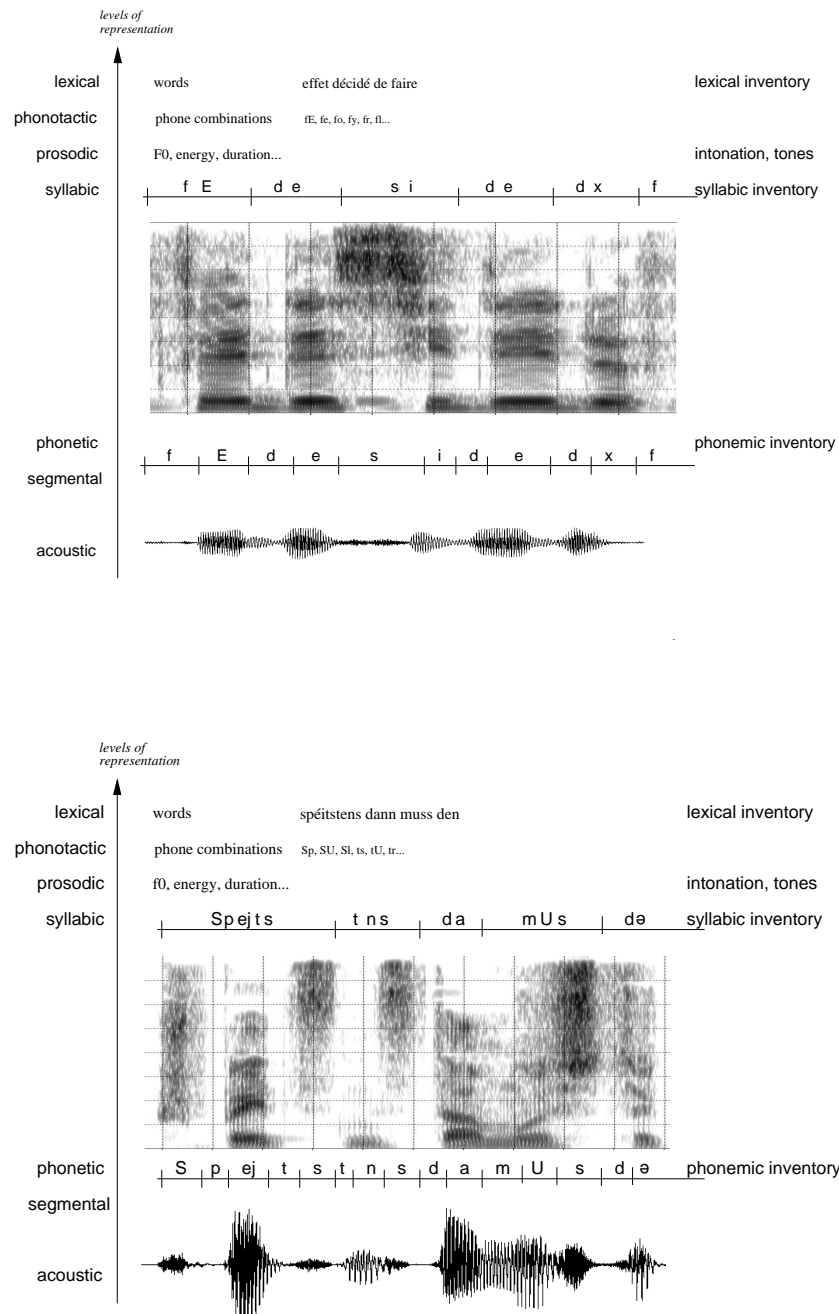 levels of
representation
lexical words effet décidé de faire lexical inventory
phonotactic phone combinations fE, fe, fo, fy, fr, fl...
prosodic F0, energy, duration... intonation, tones
syllabic f E d e s i d e d x f syllabic inventory
phonetic phonemic inventory
f E d e s i d e d x f
segmental
acoustic
levels of
representation
lexical words spéitstens dann muss den lexical inventory
phonotactic phone combinations Sp, SU, Sl, ts, tU, tr...
prosodic f0, energy, duration... intonation, tones
syllabic Spejts tns da mUs də syllabic inventory
phonetic S p ej t s t n s d a m U s d ə phonemic inventory
segmental
acoustic